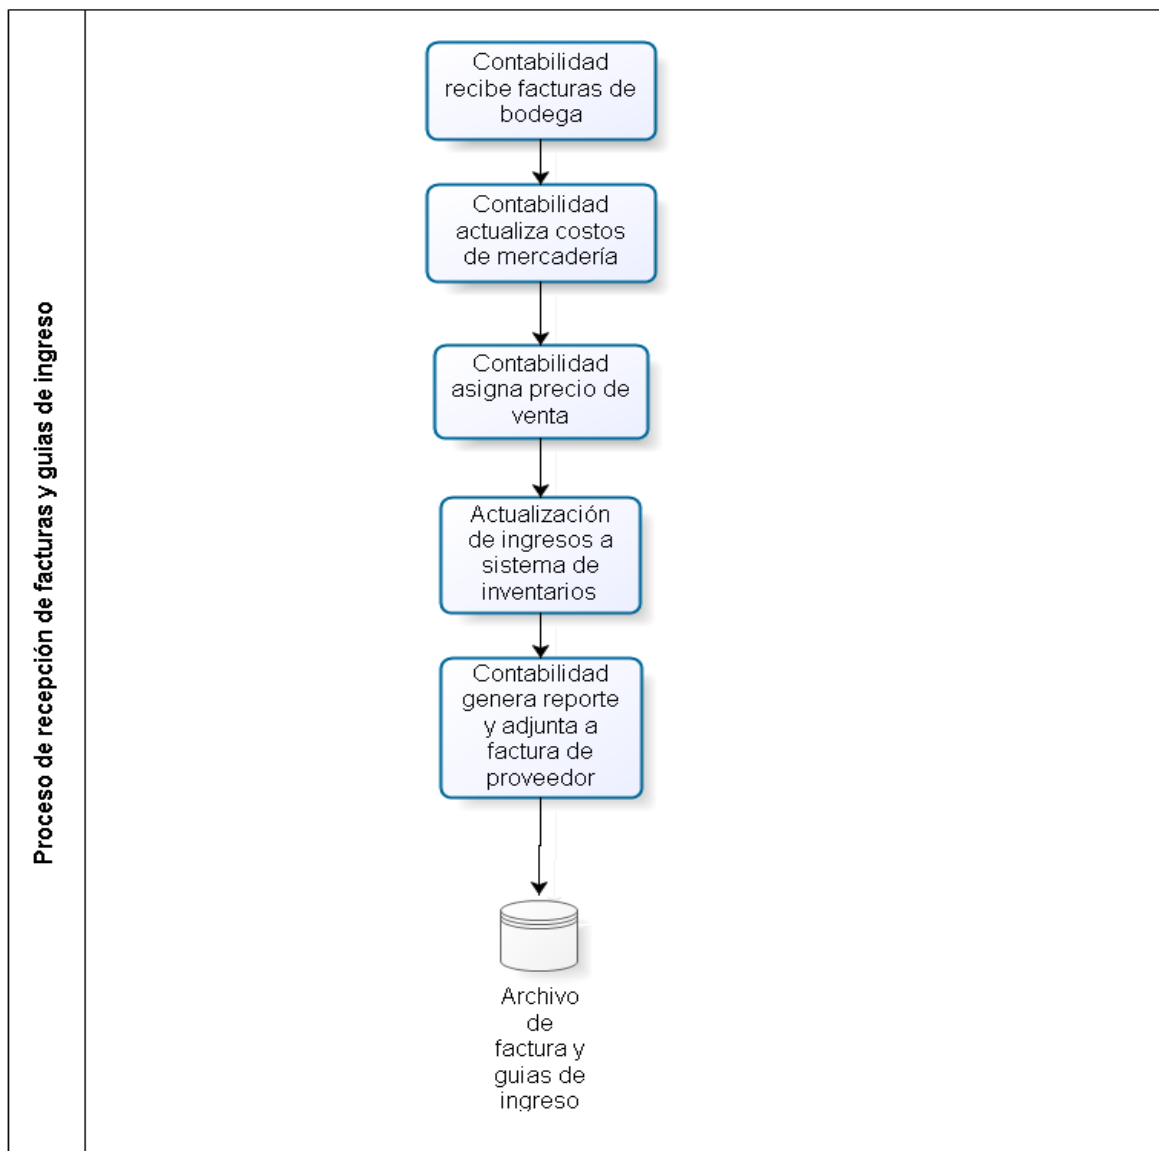 Proceso de recepción de facturas y guias de ingreso
Contabilidad
recibe facturas de
bodega
Contabilidad
actualiza costos
de mercadería
Contabilidad
asigna precio de
venta
Actualización
de ingresos a
sistema de
inventarios
Contabilidad
genera reporte
y adjunta a
factura de
proveedor
Archivo
de
factura y
guias de
ingreso